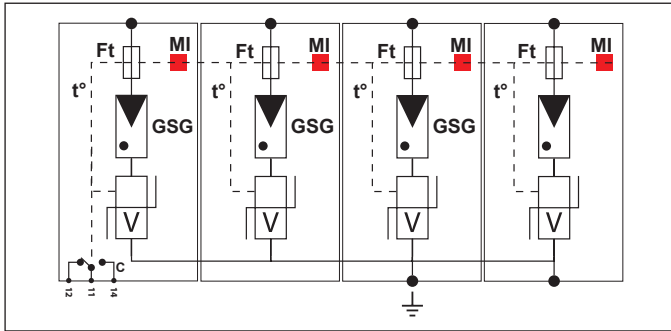 Ft MI Ft MI Ft MI Ft MI
t° t° t° t°
GSG GSG GSG
V V V V
C
12 11 14